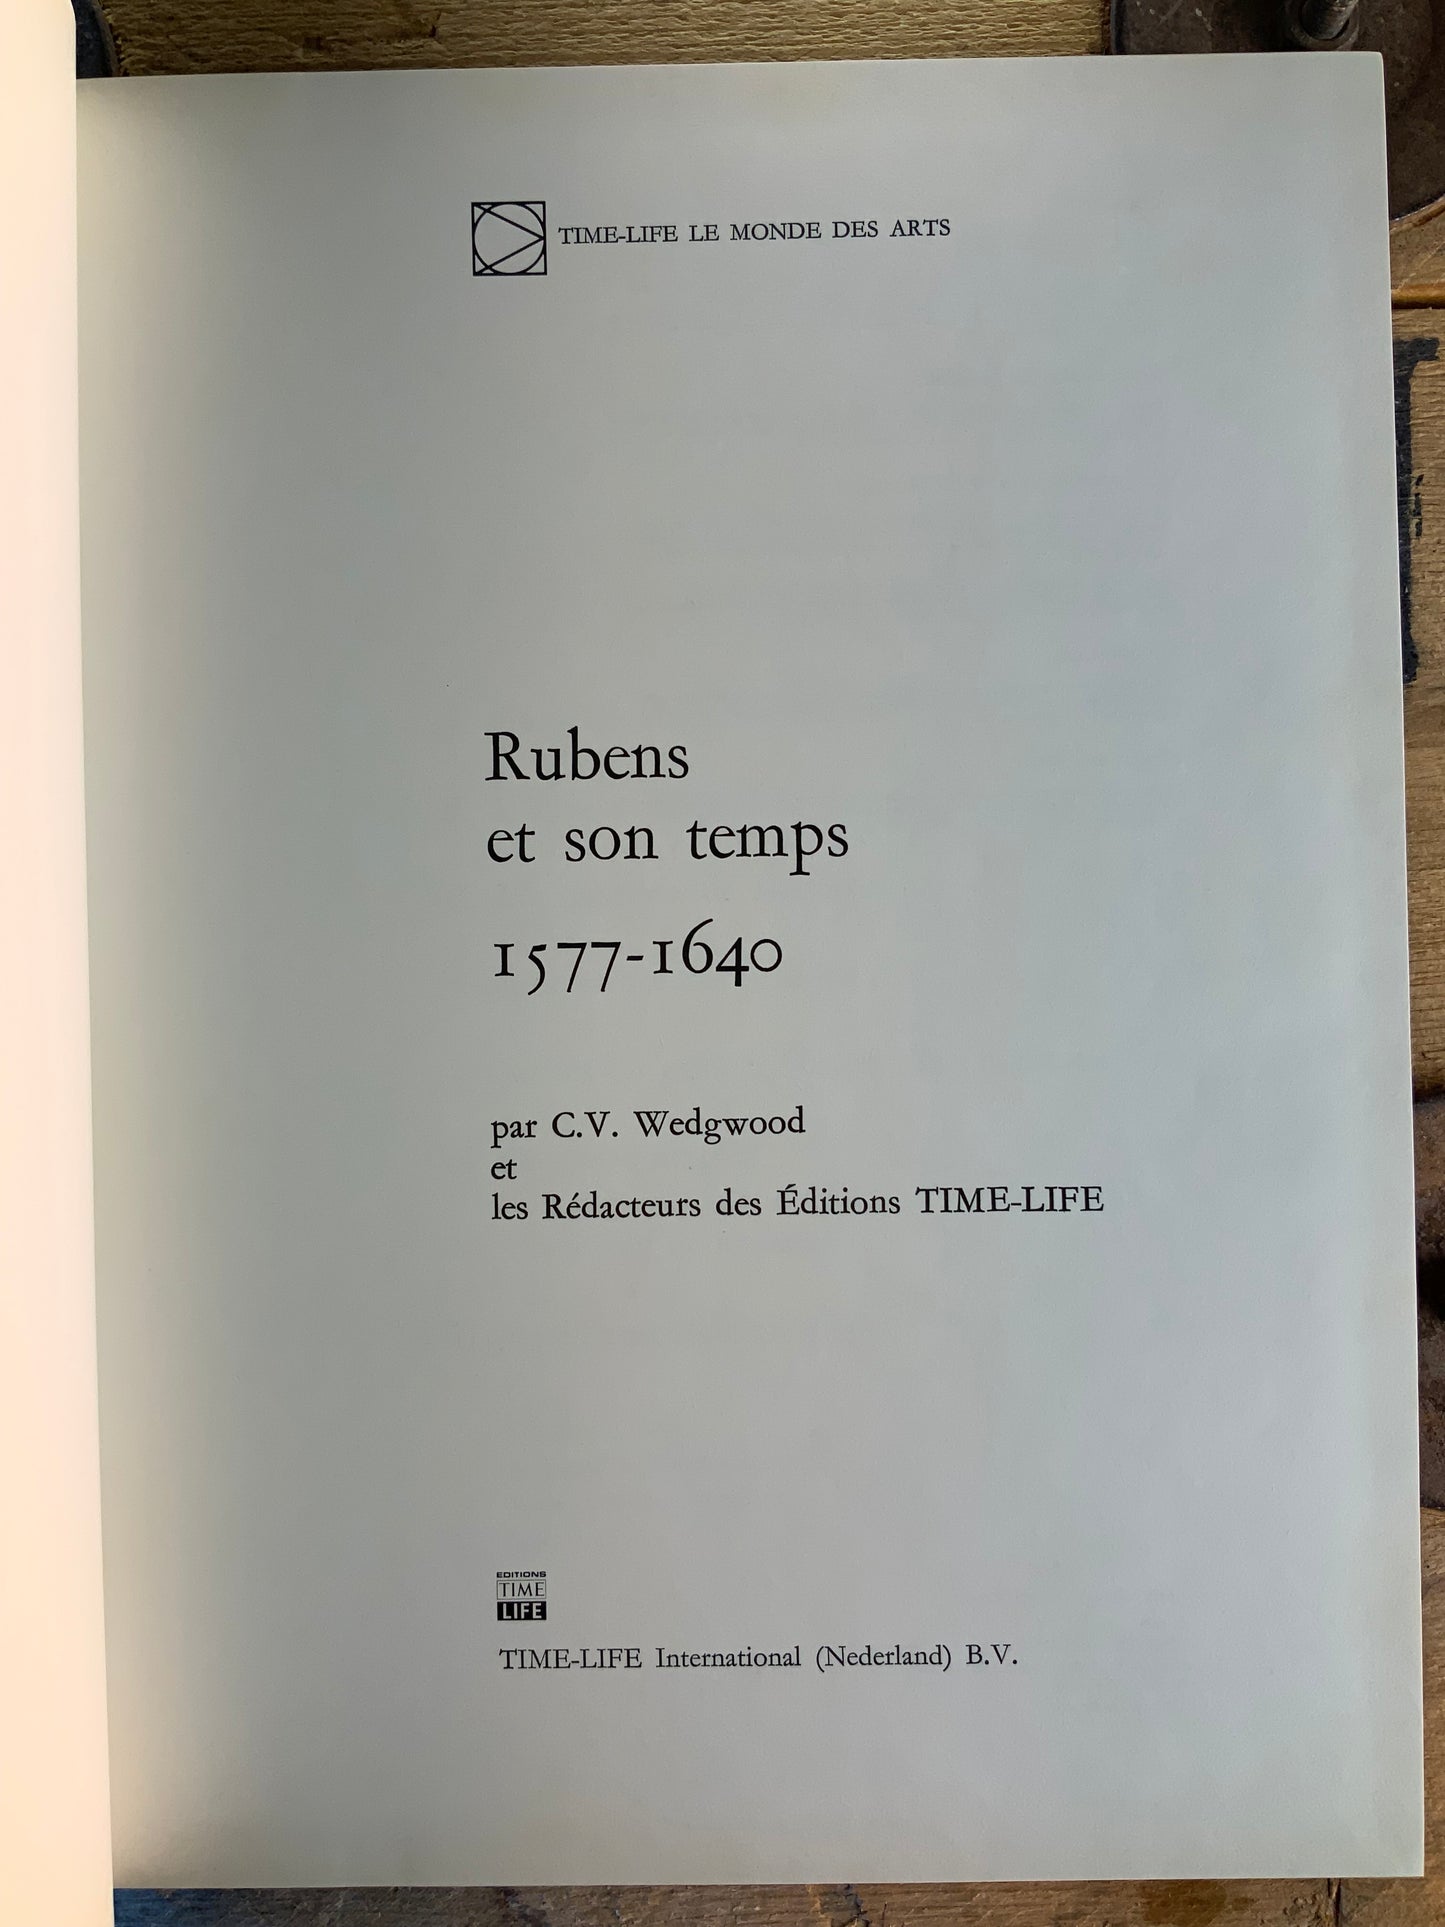 TIME-LIFE LE MONDE DES ARTS
Rubens
et son temps
1577-1640
par C.V. Wedgwood
et
les Rédacteurs des Éditions TIME-LIFE
EDITIONS
TIME
LIFE
TIME-LIFE International (Nederland) B.V.